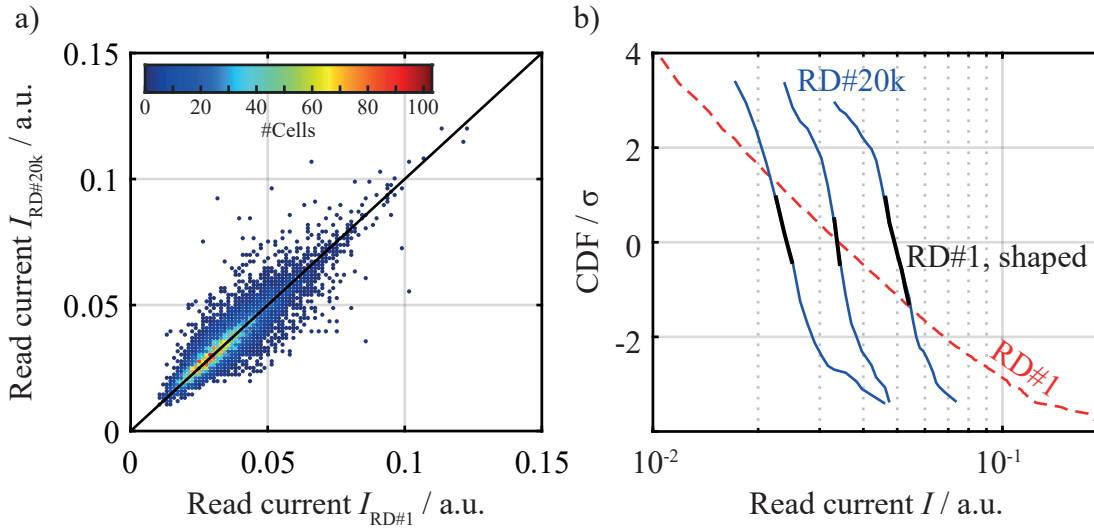 a)
Read current I_RD#20k / a.u.
0.15
0.1
0.05
0
0 20 40 60 80 100
#Cells
0 0.05 0.1 0.15
Read current I_RD#1 / a.u.
b)
CDF / σ
4
2
0
-2
RD#20k
RD#1, shaped
RD#1
10^-2 10^-1
Read current I / a.u.